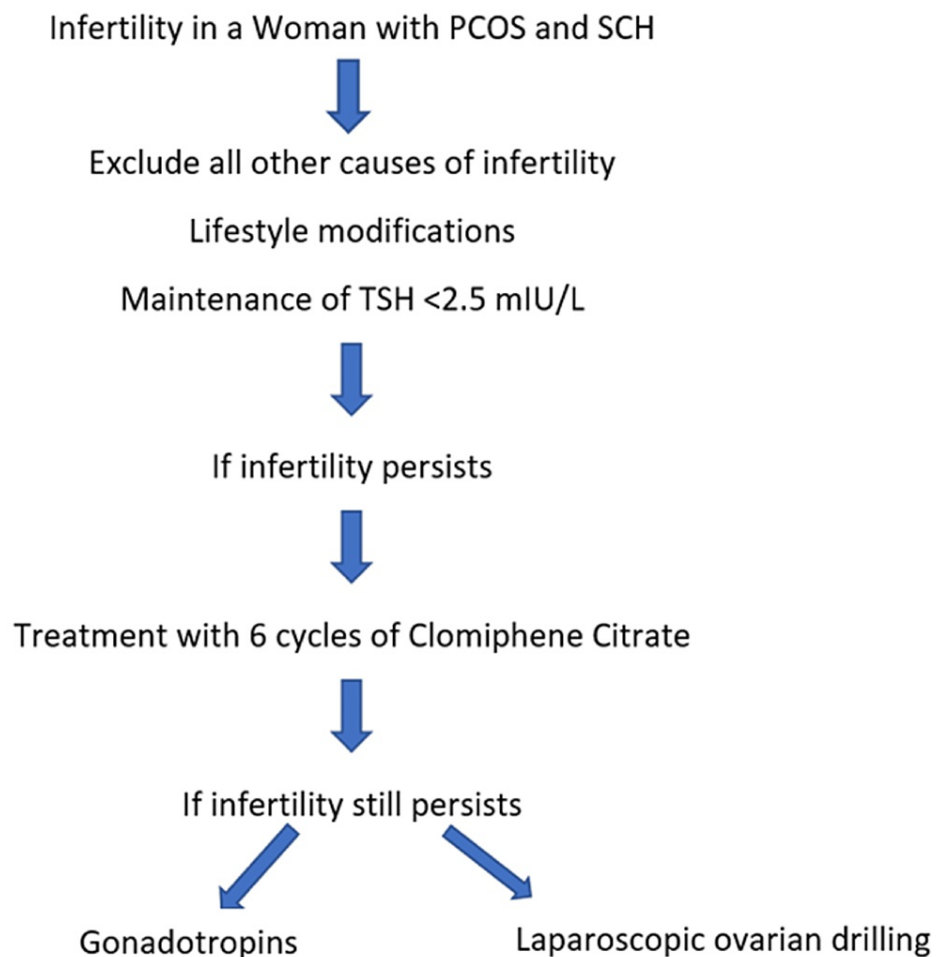 Infertility in a Woman with PCOS and SCH
Exclude all other causes of infertility
Lifestyle modifications
Maintenance of TSH <2.5 mIU/L
If infertility persists
Treatment with 6 cycles of Clomiphene Citrate
If infertility still persists
Gonadotropins
Laparoscopic ovarian drilling